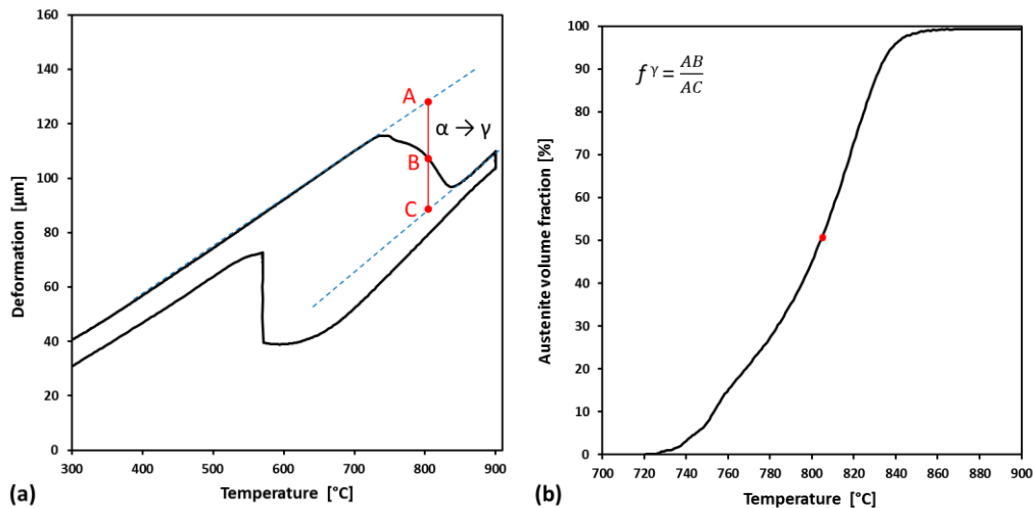 160
140
120
100
80
60
40
20
0
Deformation [µm]
A
B
C
α → γ
300 400 500 600 700 800 900
Temperature [°C]
(a)
100
90
80
70
60
50
40
30
20
10
0
Austenite volume fraction [%]
f γ = AB/AC
700 720 740 760 780 800 820 840 860 880 900
Temperature [°C]
(b)